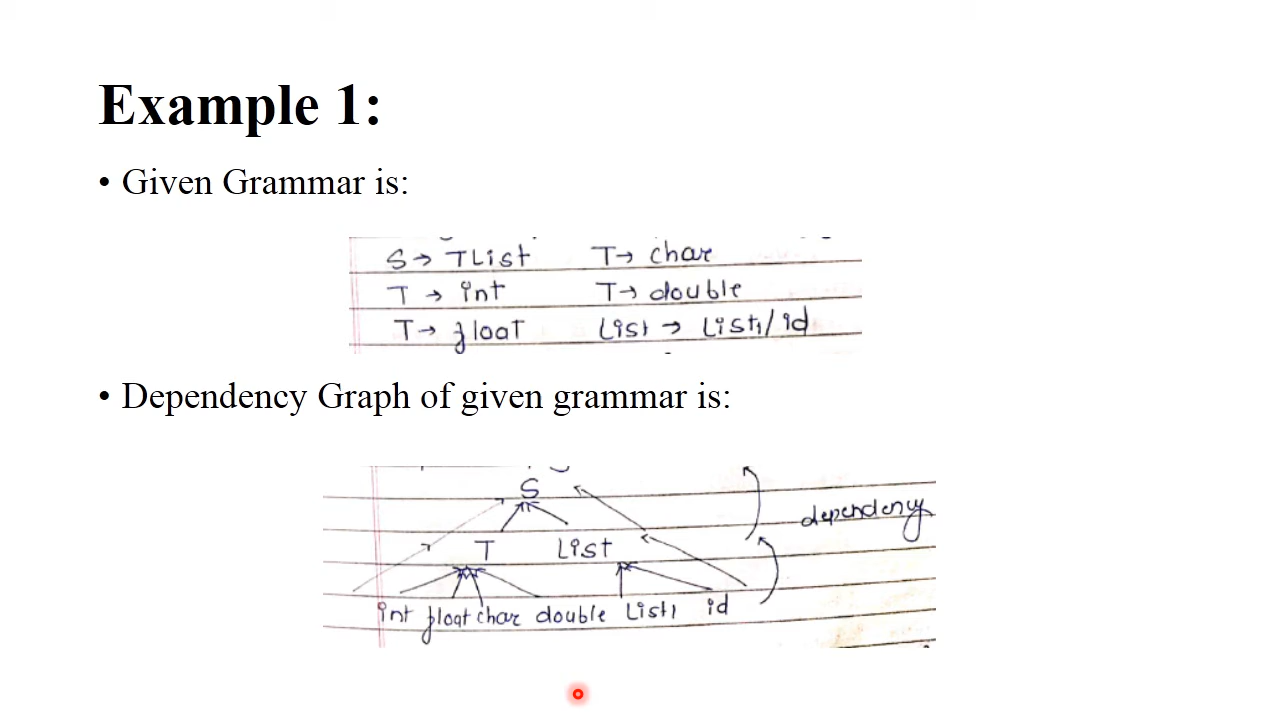 Example 1:
• Given Grammar is:
S → TList T → char
T → int T → double
T → float List → List1/id
• Dependency Graph of given grammar is:
S
dependency
T List
int float char double List1 id